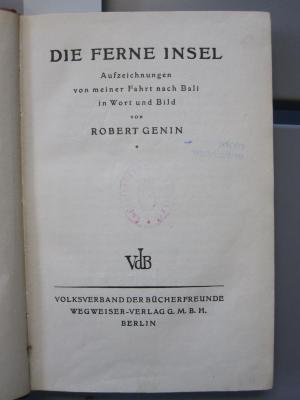 DIE FERNE INSEL
Aufzeichnungen
von meiner Fahrt nach Bali
in Wort und Bild
VON
ROBERT GENIN
*
VdB
VOLKSVERBAND DER BÜCHERFREUNDE
WEGWEISER-VERLAG G. M. B. H.
BERLIN